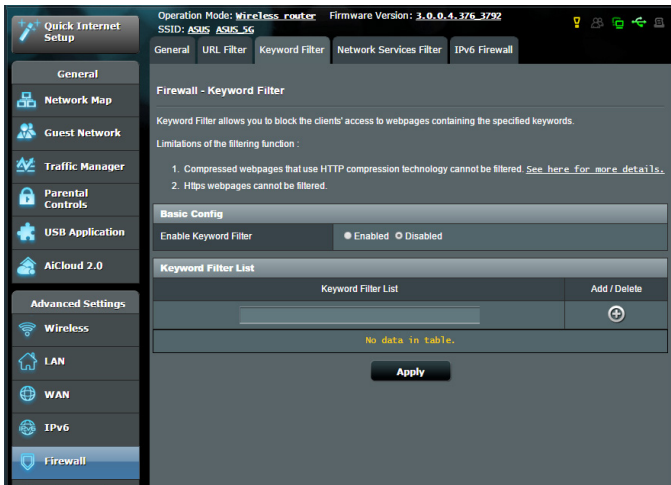 Quick Internet
Setup
Operation Mode: Wireless router Firmware Version: 3.0.0.4.376_3792
SSID: ASUS ASUS_5G
General URL Filter Keyword Filter Network Services Filter IPv6 Firewall
General
Network Map
Guest Network
Traffic Manager
Parental
Controls
USB Application
AiCloud 2.0
Advanced Settings
Wireless
LAN
WAN
IPv6
Firewall
Firewall - Keyword Filter
Keyword Filter allows you to block the clients' access to webpages containing the specified keywords.
Limitations of the filtering function :
1. Compressed webpages that use HTTP compression technology cannot be filtered. See here for more details.
2. Https webpages cannot be filtered.
Basic Config
Enable Keyword Filter Enabled Disabled
Keyword Filter List
Keyword Filter List Add / Delete
No data in table.
Apply